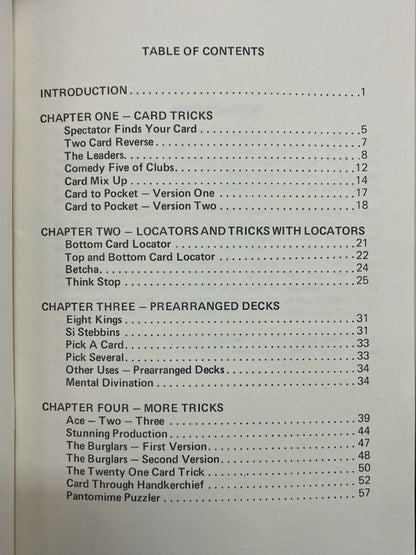 TABLE OF CONTENTS
INTRODUCTION..................................1
CHAPTER ONE — CARD TRICKS
Spectator Finds Your Card........................5
Two Card Reverse..............................7
The Leaders...................................8
Comedy Five of Clubs..........................12
Card Mix Up..................................14
Card to Pocket — Version One....................17
Card to Pocket — Version Two....................18
CHAPTER TWO — LOCATORS AND TRICKS WITH LOCATORS
Bottom Card Locator...........................21
Top and Bottom Card Locator....................22
Betcha......................................24
Think Stop...................................25
CHAPTER THREE — PREARRANGED DECKS
Eight Kings..................................31
Si Stebbins..................................31
Pick A Card..................................33
Pick Several..................................33
Other Uses — Prearranged Decks..................34
Mental Divination.............................34
CHAPTER FOUR — MORE TRICKS
Ace — Two — Three............................39
Stunning Production...........................44
The Burglars — First Version.....................47
The Burglars — Second Version...................48
The Twenty One Card Trick......................50
Card Through Handkerchief......................52
Pantomime Puzzler............................57